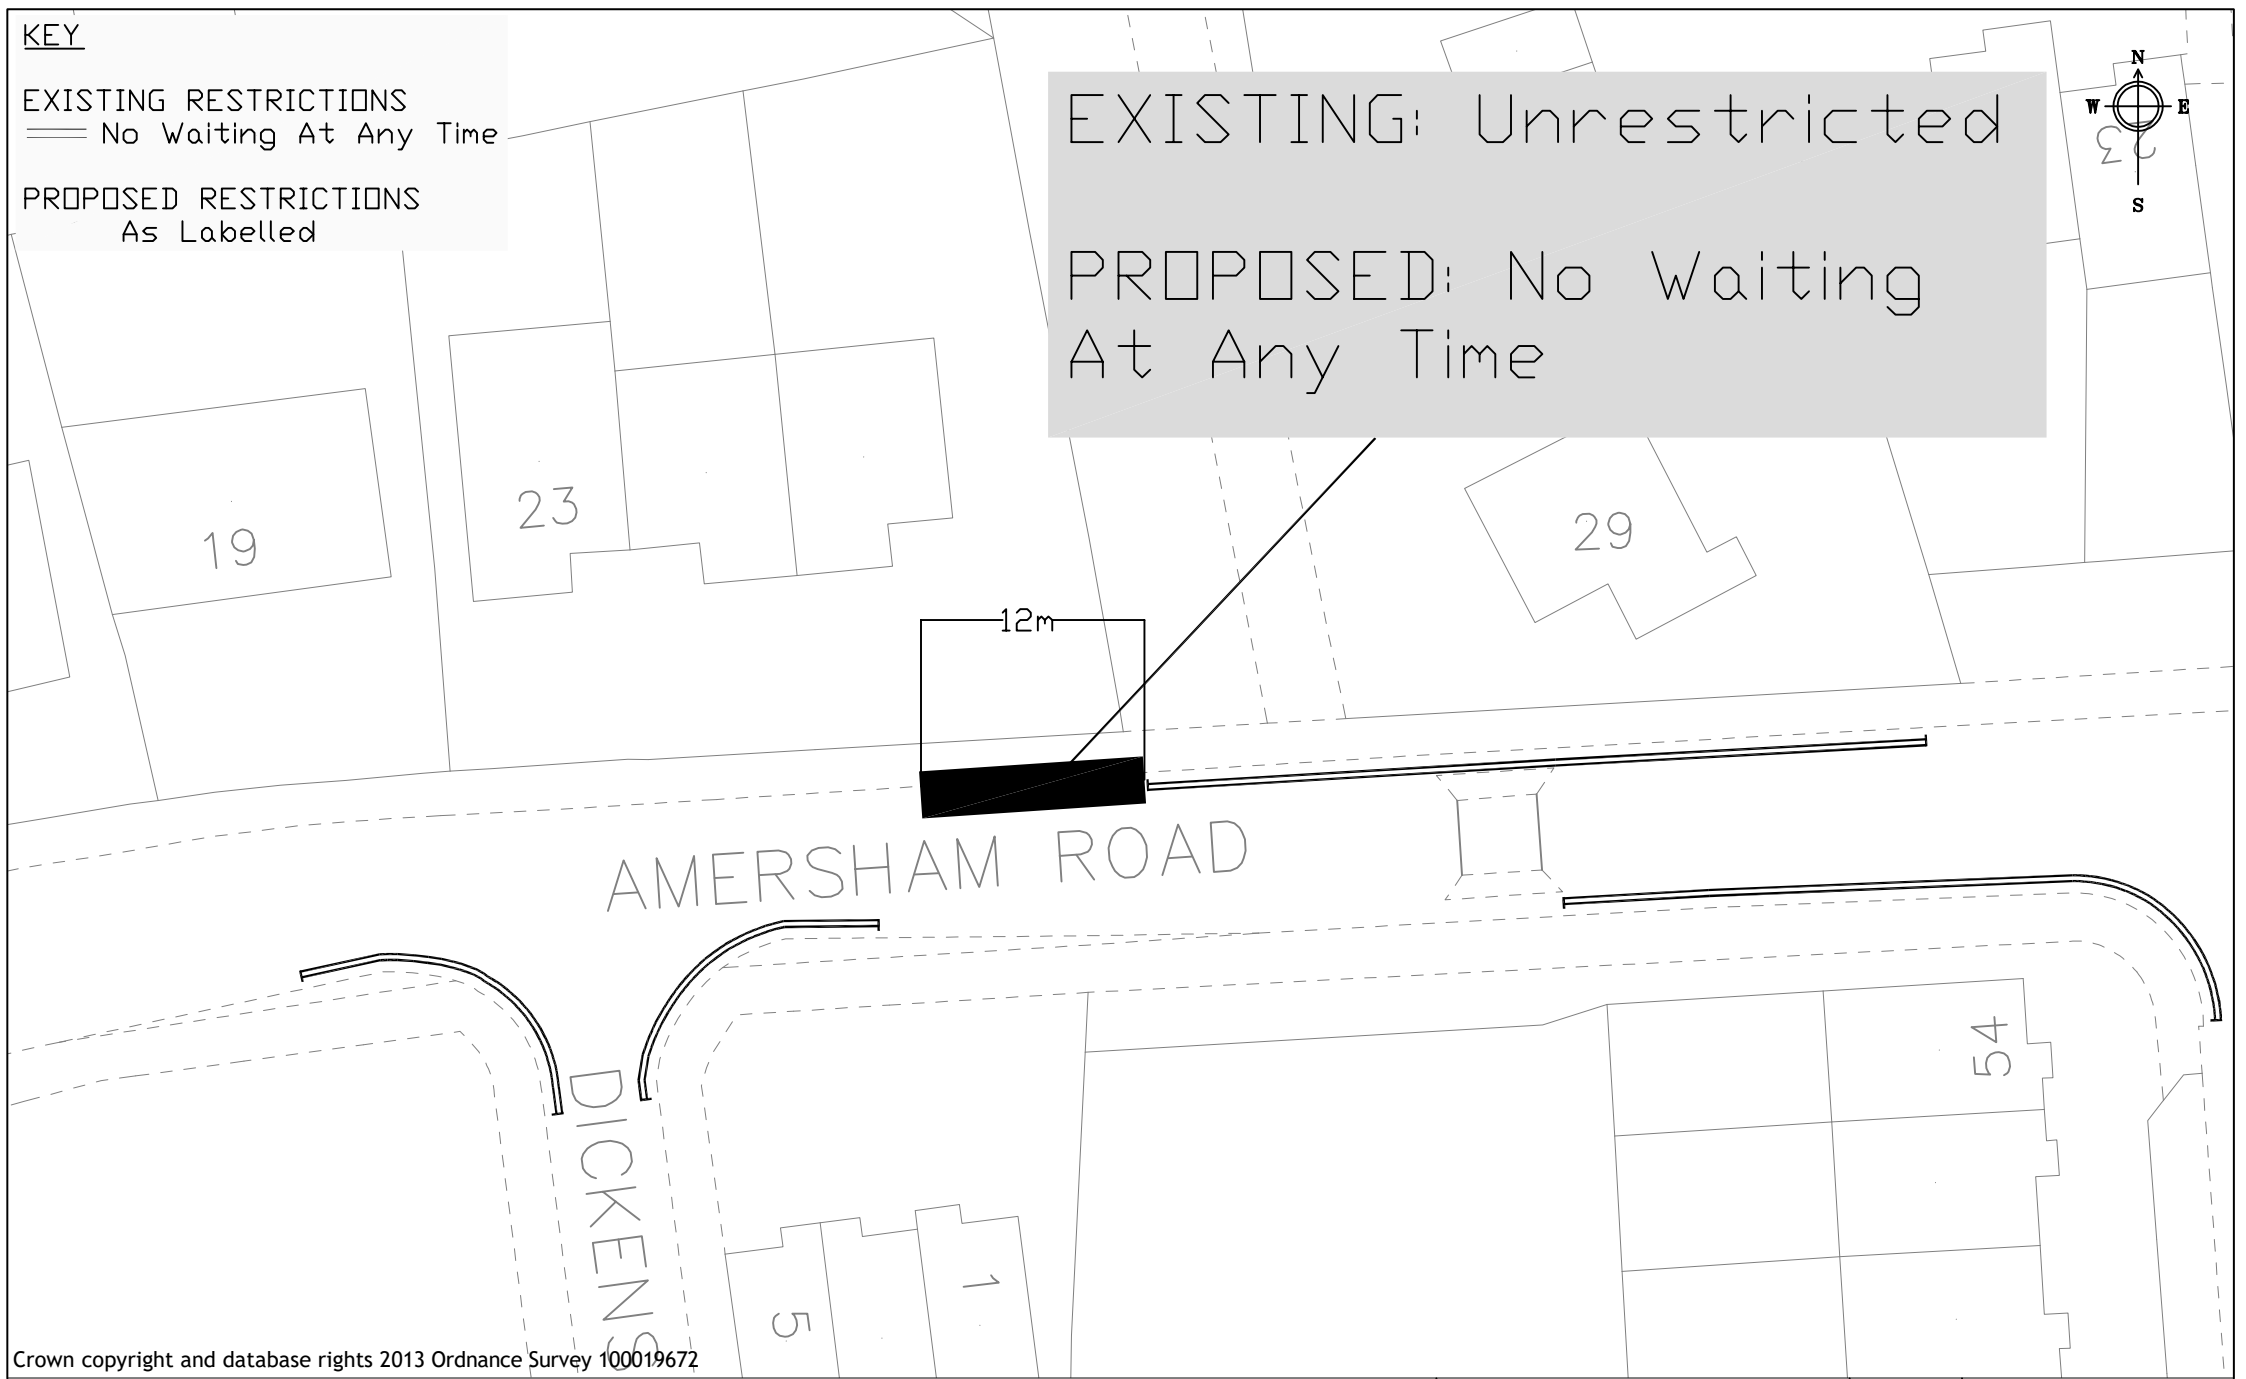 KEY
EXISTING RESTRICTIONS
No Waiting At Any Time
PROPOSED RESTRICTIONS
As Labelled
EXISTING: Unrestricted
PROPOSED: No Waiting
At Any Time
N
W E
S
23
19
23
29
12m
AMERSHAM ROAD
DICKENS
54
5
1
Crown copyright and database rights 2013 Ordnance Survey 100019672